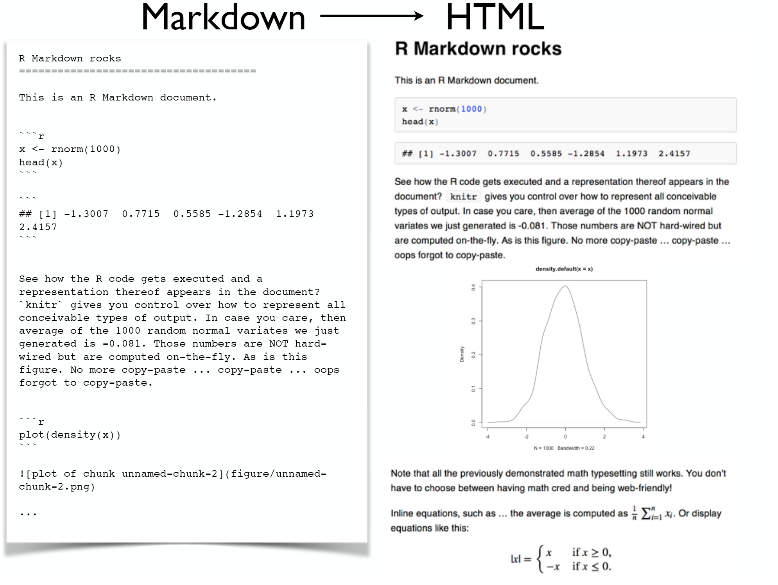 Markdown → HTML
R Markdown rocks
===================================
This is an R Markdown document.
```r
x <- rnorm(1000)
head(x)
```
```
## [1] -1.3007  0.7715  0.5585 -1.2854  1.1973
2.4157
```
See how the R code gets executed and a
representation thereof appears in the document?
`knitr` gives you control over how to represent all
conceivable types of output. In case you care, then
average of the 1000 random normal variates we just
generated is -0.081. Those numbers are NOT hard-
wired but are computed on-the-fly. As is this
figure. No more copy-paste ... copy-paste ... oops
forgot to copy-paste.
```r
plot(density(x))
```
![plot of chunk unnamed-chunk-2](figure/unnamed-
chunk-2.png)
...
R Markdown rocks
This is an R Markdown document.
x <- rnorm(1000)
head(x)
## [1] -1.3007  0.7715  0.5585 -1.2854  1.1973  2.4157
See how the R code gets executed and a representation thereof appears in the
document? knitr gives you control over how to represent all conceivable
types of output. In case you care, then average of the 1000 random normal
variates we just generated is -0.081. Those numbers are NOT hard-wired but
are computed on-the-fly. As is this figure. No more copy-paste ... copy-paste ...
oops forgot to copy-paste.
density.default(x = x)
Density
0.4
0.3
0.2
0.1
0.0
-4 -2 0 2 4
N = 1000 Bandwidth = 0.22
Note that all the previously demonstrated math typesetting still works. You don't
have to choose between having math cred and being web-friendly!
Inline equations, such as ... the average is computed as 1/n ∑ⁿᵢ₌₁ xᵢ. Or display
equations like this:
|x| = { x if x ≥ 0,
−x if x ≤ 0.